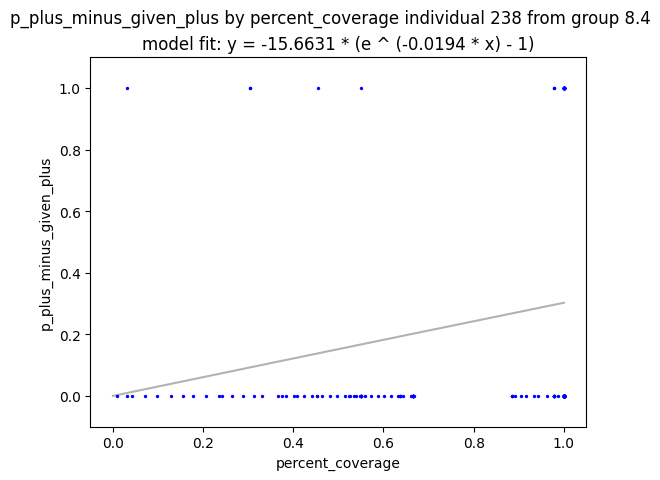 p_plus_minus_given_plus by percent_coverage individual 238 from group 8.4
model fit: y = -15.6631 * (e ^ (-0.0194 * x) - 1)
p_plus_minus_given_plus
1.0
0.8
0.6
0.4
0.2
0.0
0.0 0.2 0.4 0.6 0.8 1.0
percent_coverage